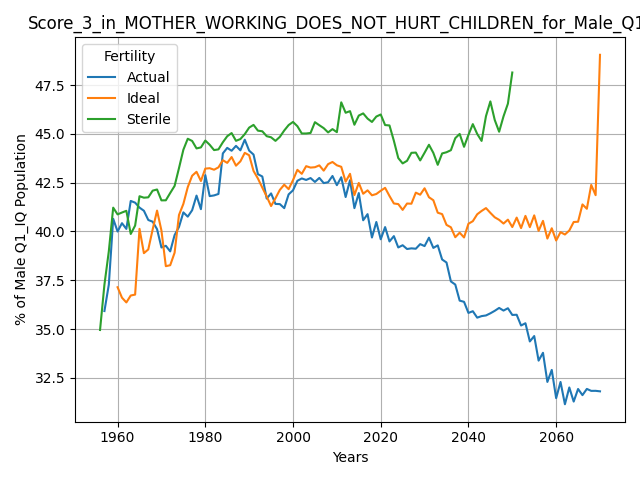 Score_3_in_MOTHER_WORKING_DOES_NOT_HURT_CHILDREN_for_Male_Q1
Fertility
Actual
Ideal
Sterile
% of Male Q1_IQ Population
47.5
45.0
42.5
40.0
37.5
35.0
32.5
1960 1980 2000 2020 2040 2060
Years